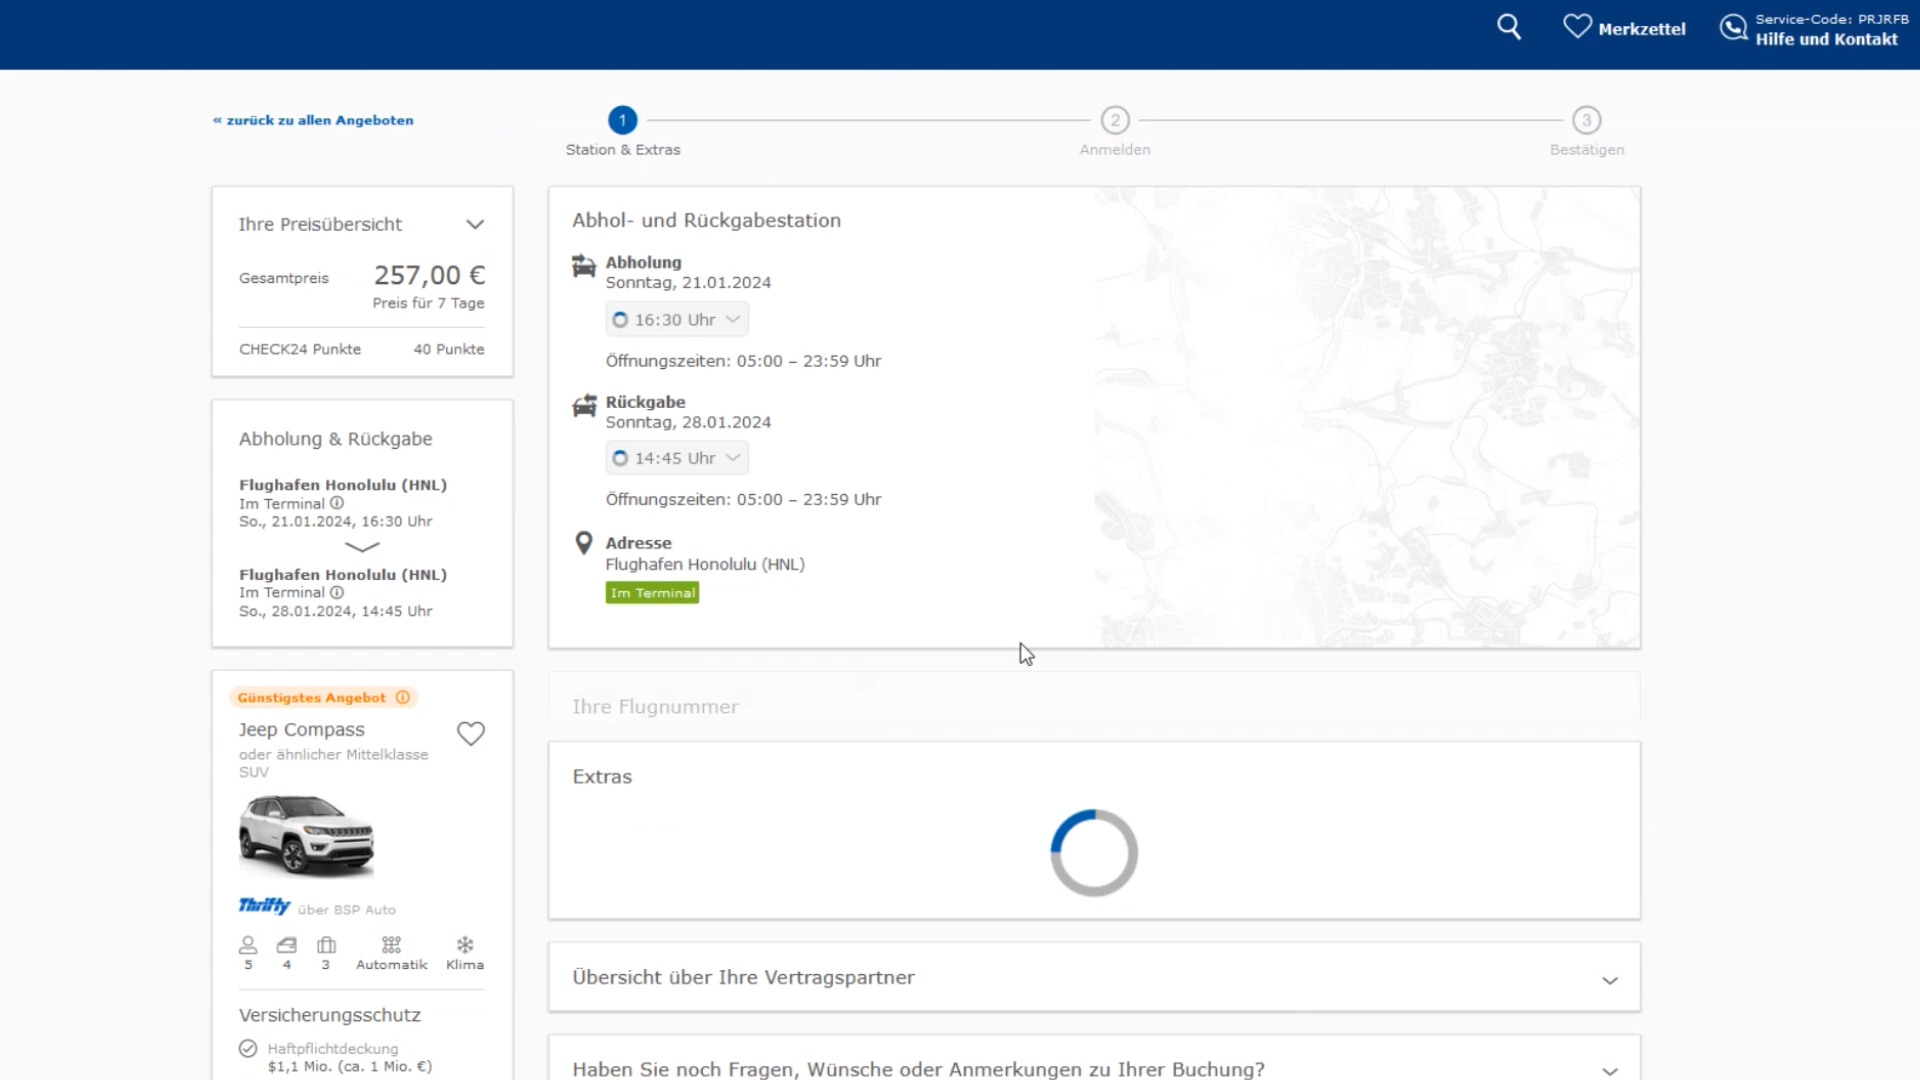 Merkzettel
Service-Code: PRJRFB
Hilfe und Kontakt
« zurück zu allen Angeboten
1
Station & Extras
2
Anmelden
3
Bestätigen
Ihre Preisübersicht
Gesamtpreis 257,00 €
Preis für 7 Tage
CHECK24 Punkte 40 Punkte
Abholung & Rückgabe
Flughafen Honolulu (HNL)
Im Terminal
So., 21.01.2024, 16:30 Uhr
Flughafen Honolulu (HNL)
Im Terminal
So., 28.01.2024, 14:45 Uhr
Günstigstes Angebot
Jeep Compass
oder ähnlicher Mittelklasse
SUV
Thrifty über BSP Auto
5 4 3 Automatik Klima
Versicherungsschutz
Haftpflichtdeckung
$1,1 Mio. (ca. 1 Mio. €)
Abhol- und Rückgabestation
Abholung
Sonntag, 21.01.2024
16:30 Uhr
Öffnungszeiten: 05:00 – 23:59 Uhr
Rückgabe
Sonntag, 28.01.2024
14:45 Uhr
Öffnungszeiten: 05:00 – 23:59 Uhr
Adresse
Flughafen Honolulu (HNL)
Im Terminal
Ihre Flugnummer
Extras
Übersicht über Ihre Vertragspartner
Haben Sie noch Fragen, Wünsche oder Anmerkungen zu Ihrer Buchung?